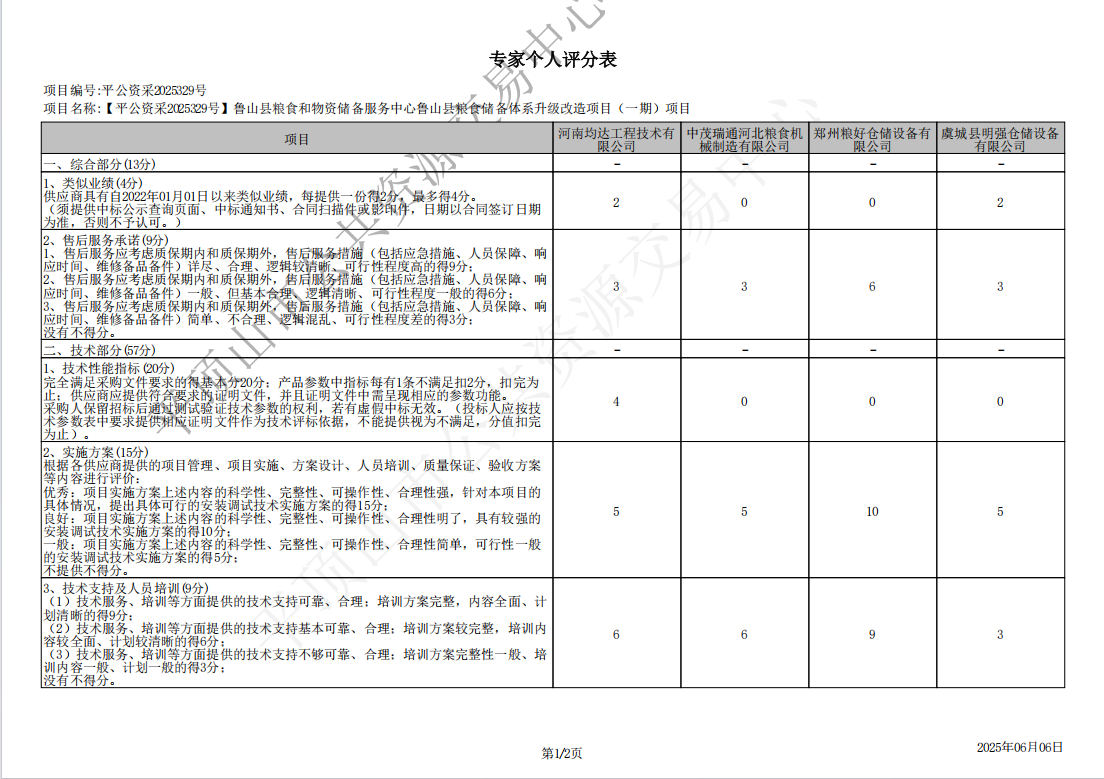 专家个人评分表
项目编号:平公资采2025329号
项目名称:【平公资采2025329号】鲁山县粮食和物资储备服务中心鲁山县粮食储备体系升级改造项目（一期）项目
项目
河南均达工程技术有
限公司
中茂瑞通河北粮食机
械制造有限公司
郑州粮好仓储设备有
限公司
虞城县明强仓储设备
有限公司
一、综合部分(13分)
-
-
-
-
1、类似业绩(4分)
供应商具有自2022年01月01日以来类似业绩，每提供一份得2分，最多得4分。
（须提供中标公示查询页面、中标通知书、合同扫描件或影印件，日期以合同签订日期
为准，否则不予认可。）
2
0
0
2
2、售后服务承诺(9分)
1、售后服务应考虑质保期内和质保期外，售后服务措施（包括应急措施、人员保障、响
应时间、维修备品备件）详尽、合理、逻辑较清晰、可行性程度高的得9分；
2、售后服务应考虑质保期内和质保期外，售后服务措施（包括应急措施、人员保障、响
应时间、维修备品备件）一般、但基本合理、逻辑清晰、可行性程度一般的得6分；
3、售后服务应考虑质保期内和质保期外，售后服务措施（包括应急措施、人员保障、响
应时间、维修备品备件）简单、不合理、逻辑混乱、可行性程度差的得3分；
没有不得分。
3
3
6
3
二、技术部分(57分)
-
-
-
-
1、技术性能指标(20分)
完全满足采购文件要求的得基本分20分；产品参数中指标每有1条不满足扣2分，扣完为
止；供应商应提供符合要求的证明文件，并且证明文件中需呈现相应的参数功能。
采购人保留招标后通过测试验证技术参数的权利，若有虚假中标无效。（投标人应按技
术参数表中要求提供相应证明文件作为技术评标依据，不能提供视为不满足，分值扣完
为止）。
4
0
0
0
2、实施方案(15分)
根据各供应商提供的项目管理、项目实施、方案设计、人员培训、质量保证、验收方案
等内容进行评价：
优秀：项目实施方案上述内容的科学性、完整性、可操作性、合理性强，针对本项目的
具体情况，提出具体可行的安装调试技术实施方案的得15分；
良好：项目实施方案上述内容的科学性、完整性、可操作性、合理性明了，具有较强的
安装调试技术实施方案的得10分；
一般：项目实施方案上述内容的科学性、完整性、可操作性、合理性简单，可行性一般
的安装调试技术实施方案的得5分；
不提供不得分。
5
5
10
5
3、技术支持及人员培训(9分)
（1）技术服务、培训等方面提供的技术支持可靠、合理；培训方案完整，内容全面、计
划清晰的得9分；
（2）技术服务、培训等方面提供的技术支持基本可靠、合理；培训方案较完整，培训内
容较全面、计划较清晰的得6分；
（3）技术服务、培训等方面提供的技术支持不够可靠、合理；培训方案完整性一般、培
训内容一般、计划一般的得3分；
没有不得分。
6
6
9
3
平顶山市公共资源交易中心
平顶山市公共资源交易中心
第1/2页
2025年06月06日